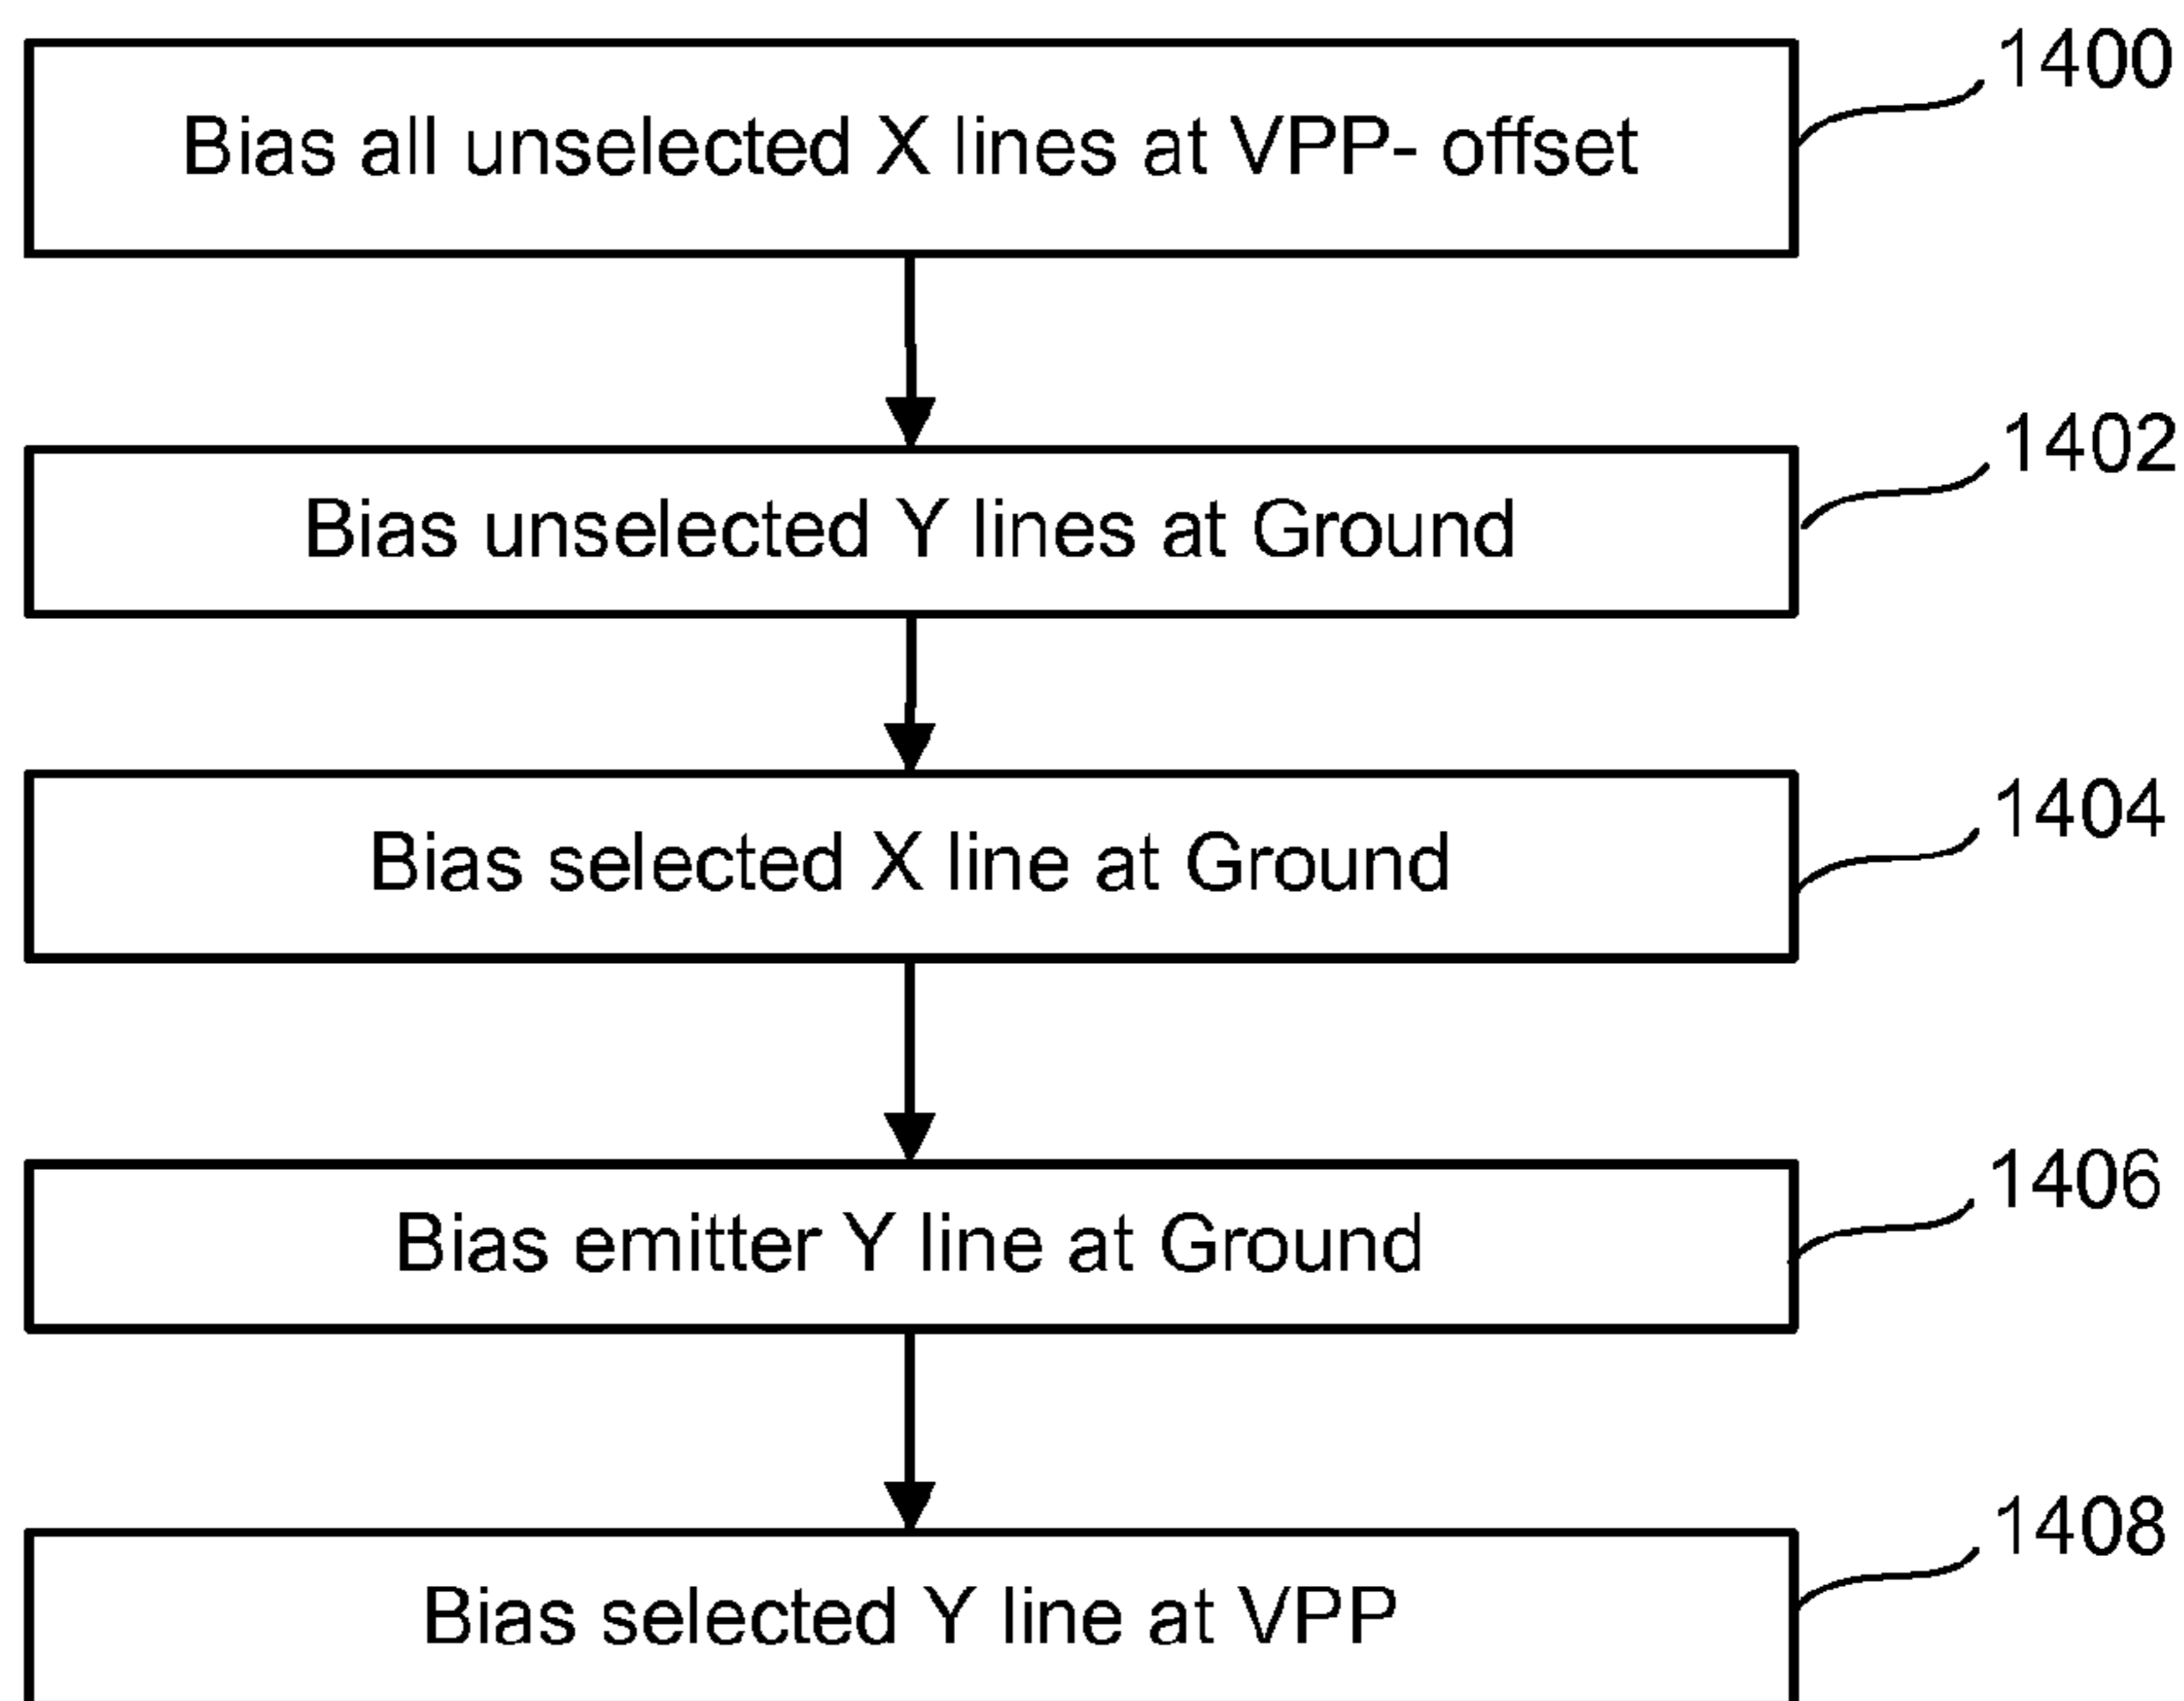 1400
Bias all unselected X lines at VPP- offset
1402
Bias unselected Y lines at Ground
1404
Bias selected X line at Ground
1406
Bias emitter Y line at Ground
1408
Bias selected Y line at VPP